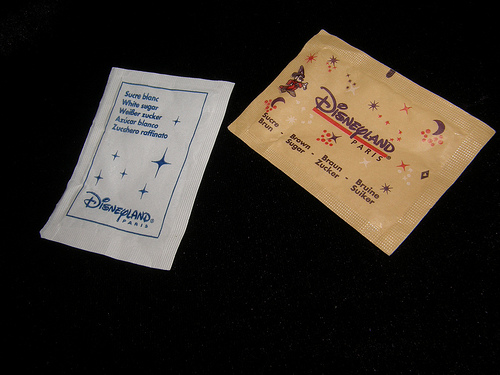 Sucre blanc
White sugar
Weißer zucker
Azúcar blanco
Zucchero raffinato
Disneyland®
PARIS
Disneyland
PARIS
Sucre Brun - Brown Sugar - Braun Zucker - Bruine Suiker